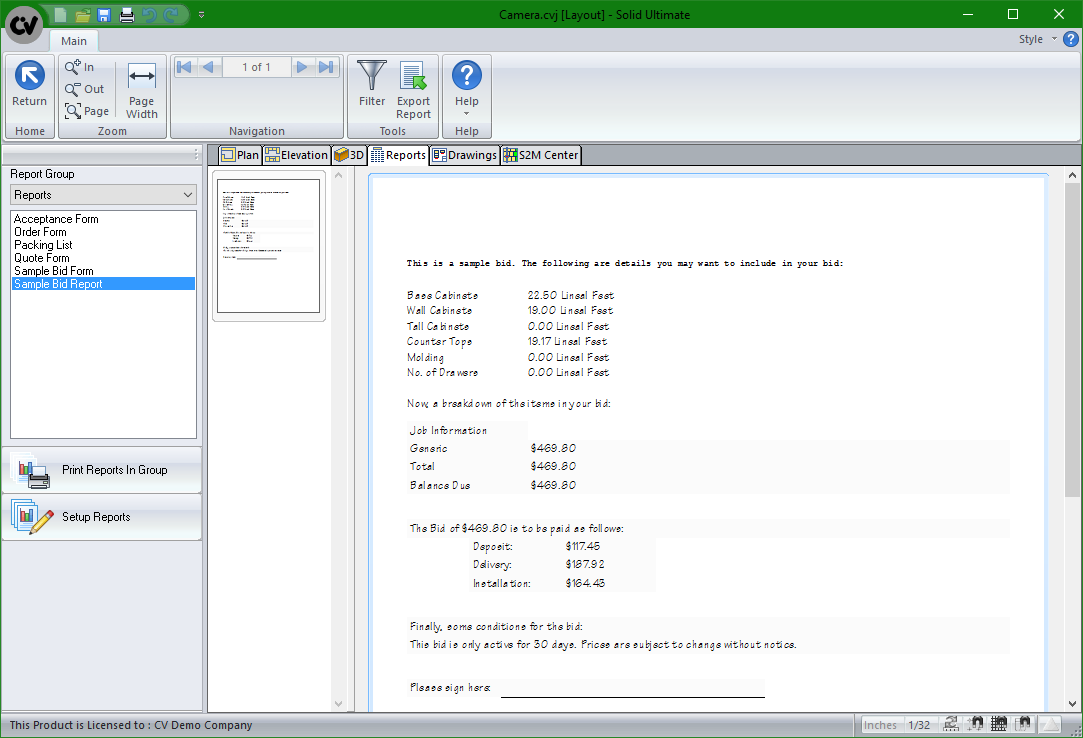 Camera.cvj [Layout] - Solid Ultimate
CV
Main
Style
Return
In
Out
Page
Page Width
1 of 1
Filter
Export Report
Help
Home
Zoom
Navigation
Tools
Help
Report Group
Reports
Acceptance Form
Order Form
Packing List
Quote Form
Sample Bid Form
Sample Bid Report
Print Reports In Group
Setup Reports
Plan Elevation 3D Reports Drawings S2M Center
This is a sample bid. The following are details you may want to include in your bid:
Base Cabinets 22.50 Lineal Feet
Wall Cabinets 19.00 Lineal Feet
Tall Cabinets 0.00 Lineal Feet
Counter Tops 19.17 Lineal Feet
Molding 0.00 Lineal Feet
No. of Drawers 0.00 Lineal Feet
Now, a breakdown of the items in your bid:
Job Information
Generic $469.80
Total $469.80
Balance Due $469.80
The Bid of $469.80 is to be paid as follows:
Deposit: $117.45
Delivery: $187.92
Installation: $164.43
Finally, some conditions for the bid:
This bid is only active for 30 days. Prices are subject to change without notice.
Please sign here:
This Product is Licensed to : CV Demo Company
Inches 1/32